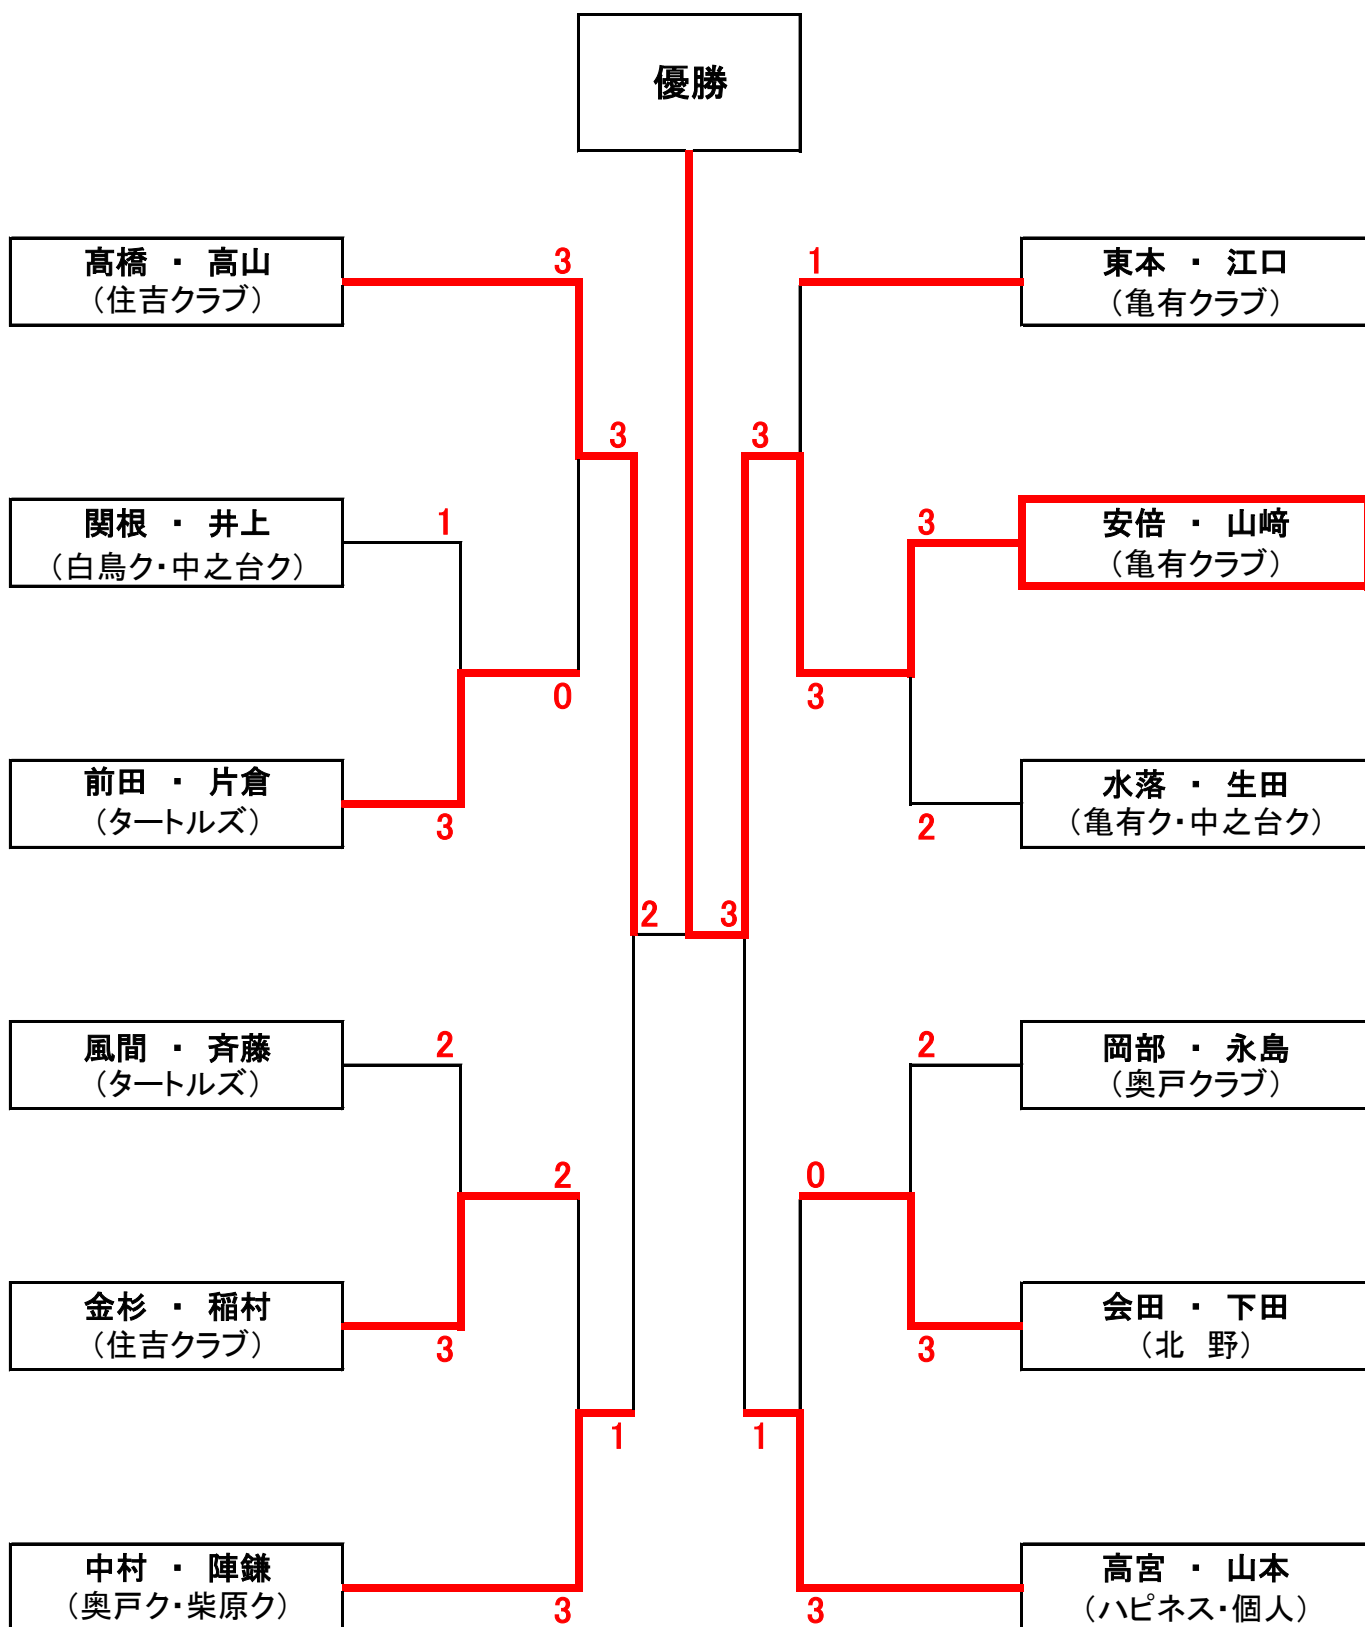 優勝
髙橋 ・ 高山
（住吉クラブ）
3
1
東本 ・ 江口
（亀有クラブ）
3
3
関根 ・ 井上
（白鳥ク・中之台ク）
1
3
安倍 ・ 山﨑
（亀有クラブ）
0
3
前田 ・ 片倉
（タートルズ）
3
2
水落 ・ 生田
（亀有ク・中之台ク）
2
3
風間 ・ 斉藤
（タートルズ）
2
2
岡部 ・ 永島
（奥戸クラブ）
2
0
金杉 ・ 稲村
（住吉クラブ）
3
3
会田 ・ 下田
（北　野）
1
1
中村 ・ 陣鎌
（奥戸ク・柴原ク）
3
3
高宮 ・ 山本
（ハピネス・個人）